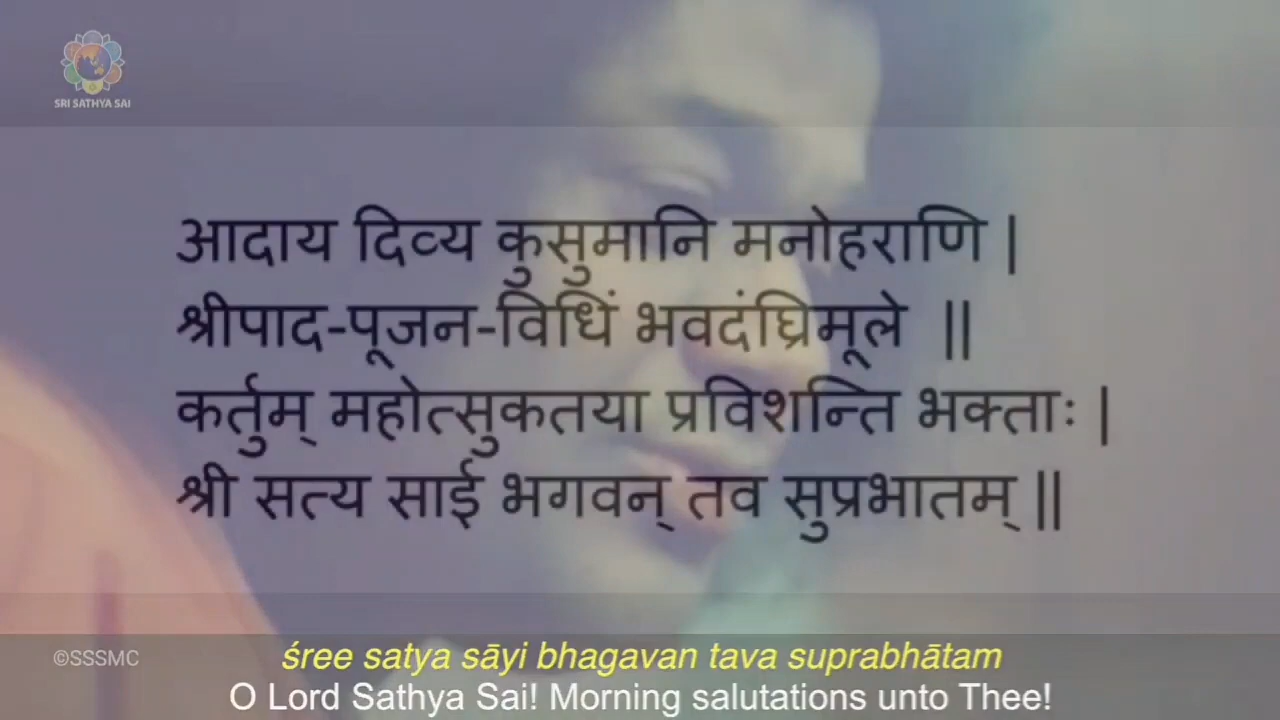 SRI SATHYA SAI
आदाय दिव्य कुसुमानि मनोहराणि |
श्रीपाद-पूजन-विधिं भवदंघ्रिमूले ||
कर्तुम् महोत्सुकतया प्रविशन्ति भक्ताः |
श्री सत्य साई भगवन् तव सुप्रभातम् ||
©SSSMC
śree satya sāyi bhagavan tava suprabhātam
O Lord Sathya Sai! Morning salutations unto Thee!